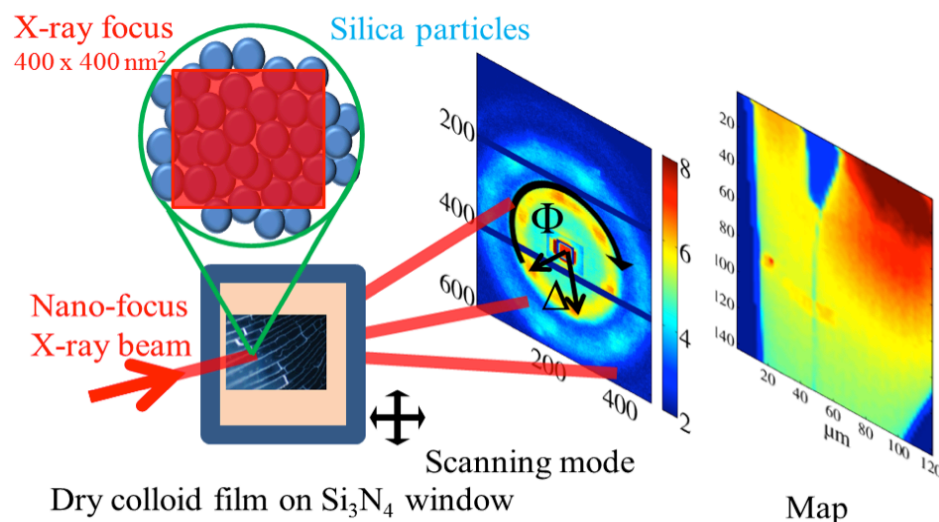 X-ray focus
400 x 400 nm²
Silica particles
Nano-focus
X-ray beam
Φ
Δ
200
400
600
200
400
8
6
4
2
20
40
60
80
100
120
140
20
40
60
80
100
120
μm
Scanning mode
Dry colloid film on Si₃N₄ window
Map